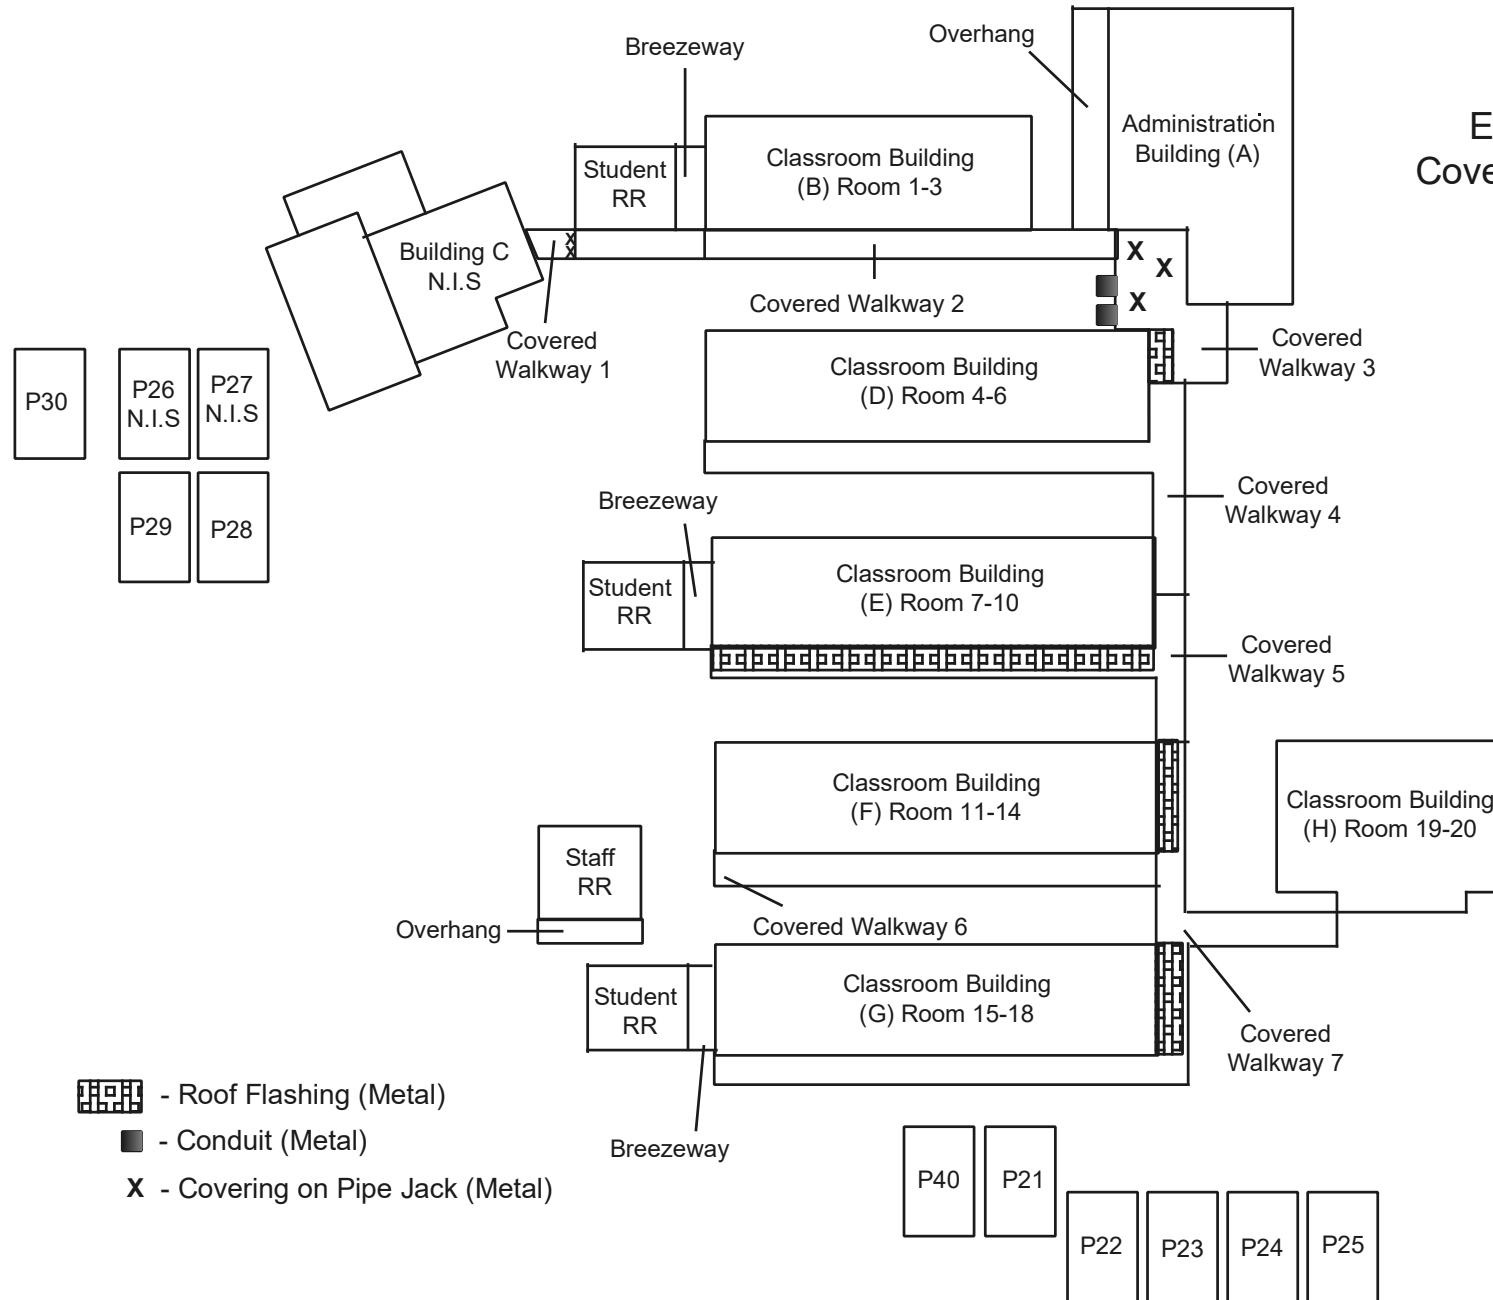 Overhang
Breezeway
Administration
Building (A)
E
Cove
Classroom Building
(B) Room 1-3
Student
RR
Building C
N.I.S
X
X
X
X
X
Covered Walkway 2
Covered
Walkway 1
Covered
Walkway 3
Classroom Building
(D) Room 4-6
P30
P26
N.I.S
P27
N.I.S
P29
P28
Breezeway
Covered
Walkway 4
Classroom Building
(E) Room 7-10
Student
RR
Covered
Walkway 5
Classroom Building
(F) Room 11-14
Classroom Building
(H) Room 19-20
Staff
RR
Overhang
Covered Walkway 6
Classroom Building
(G) Room 15-18
Student
RR
Covered
Walkway 7
Breezeway
- Roof Flashing (Metal)
- Conduit (Metal)
X - Covering on Pipe Jack (Metal)
P40
P21
P22
P23
P24
P25